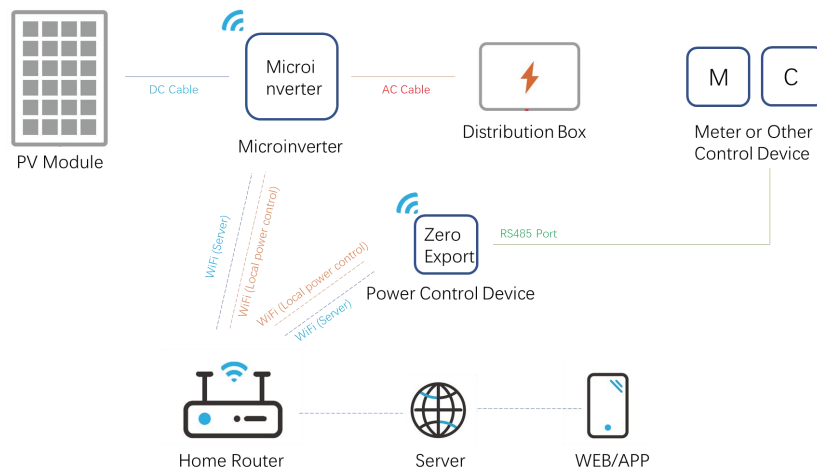 Microi
nverter
M
C
DC Cable
AC Cable
Distribution Box
Meter or Other
Control Device
Microinverter
PV Module
WiFi (Server)
WiFi (Local power control)
Zero
Export
RS485 Port
WiFi (Local power control)
WiFi (Server)
Power Control Device
Home Router
Server
WEB/APP